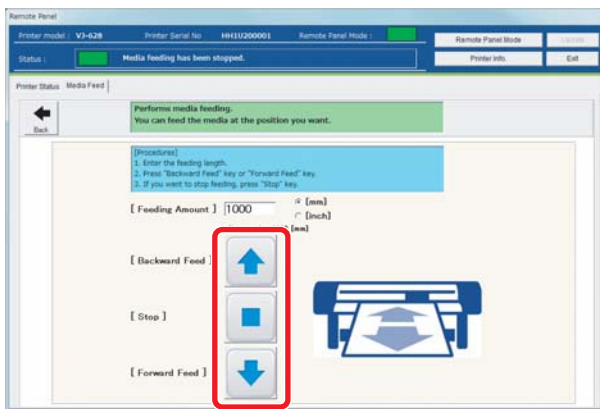 Remote Panel
Printer model : VJ-628 Printer Serial No HH1U200001 Remote Panel Mode :
Remote Panel Mode
Status : Media feeding has been stopped.
Printer Info. Exit
Printer Status Media Feed
Back
Performs media feeding.
You can feed the media at the position you want.
[Procedures]
1. Enter the feeding length.
2. Press "Backward Feed" key or "Forward Feed" key.
3. If you want to stop feeding, press "Stop" key.
[ Feeding Amount ] 1000 [mm]
[inch]
[mm]
[ Backward Feed ]
[ Stop ]
[ Forward Feed ]